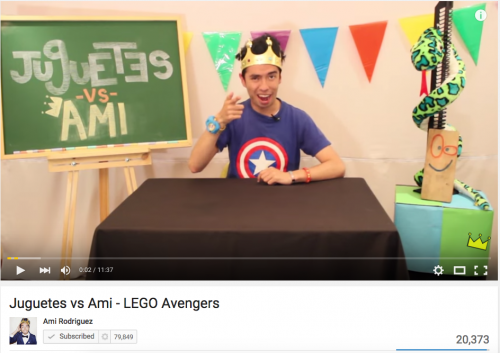 JUGUETES
-VS-
AMI
0:02 / 11:37
Juguetes vs Ami - LEGO Avengers
Ami Rodriguez
Subscribed 79,849
20,373